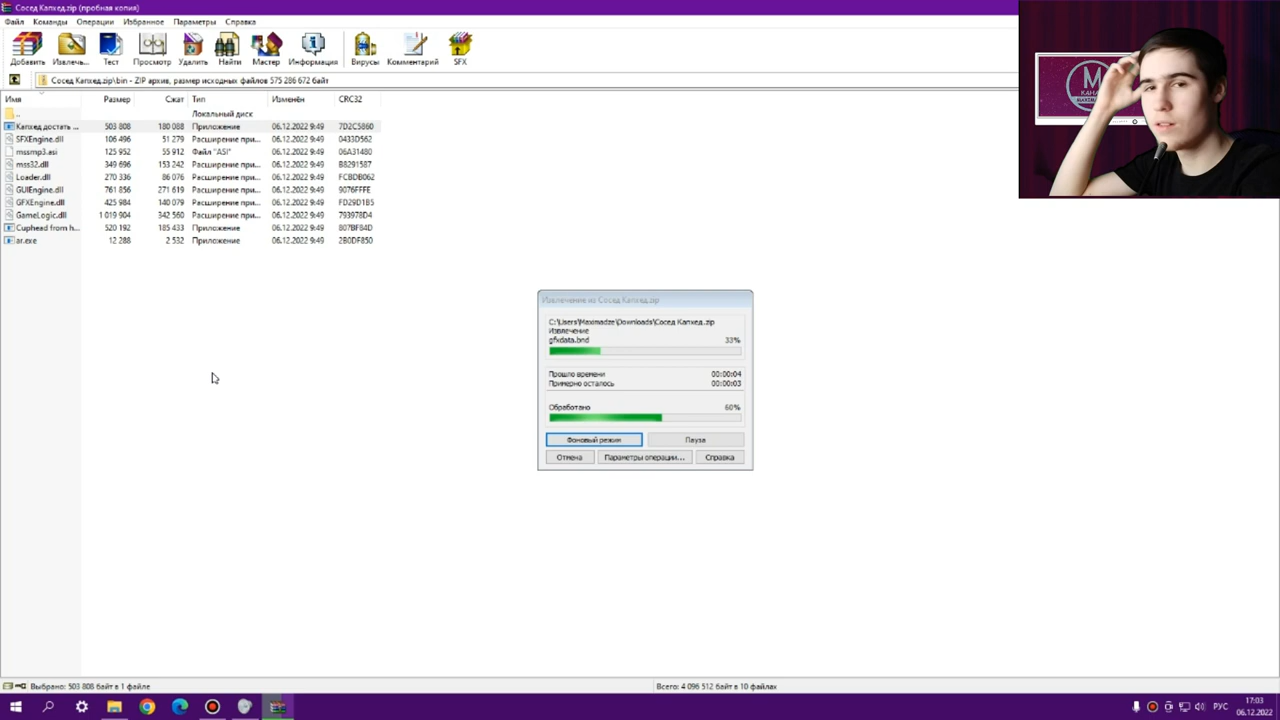 Сосед Капхед.zip (пробная копия)
Файл Команды Операции Избранное Параметры Справка
Добавить Извлечь... Тест Просмотр Удалить Найти Мастер Информация Вирусы Комментарий SFX
Сосед Капхед.zip\bin - ZIP архив, размер исходных файлов 575 286 672 байт
Имя Размер Сжат Тип Изменён CRC32
.. Локальный диск
Капхед достать ... 503 808 180 088 Приложение 06.12.2022 9:49 7D2C5860
SFXEngine.dll 106 496 51 279 Расширение при... 06.12.2022 9:49 0433D562
mssmp3.asi 125 952 55 912 Файл "ASI" 06.12.2022 9:49 06A31480
mss32.dll 349 696 153 242 Расширение при... 06.12.2022 9:49 B8291587
Loader.dll 270 336 86 076 Расширение при... 06.12.2022 9:49 FCBDB062
GUIEngine.dll 761 856 271 619 Расширение при... 06.12.2022 9:49 9076FFFE
GFXEngine.dll 425 984 140 079 Расширение при... 06.12.2022 9:49 FD29D1B5
GameLogic.dll 1 019 904 342 560 Расширение при... 06.12.2022 9:49 793978D4
Cuphead from h... 520 192 185 433 Приложение 06.12.2022 9:49 807BF84D
ar.exe 12 288 2 532 Приложение 06.12.2022 9:49 2B0DF850
Извлечение из Сосед Капхед.zip
C:\Users\Maximadze\Downloads\Сосед Капхед.zip
Извлечение
gfxdata.bnd 33%
Прошло времени 00:00:04
Примерно осталось 00:00:03
Обработано 60%
Фоновый режим Пауза
Отмена Параметры операции... Справка
Выбрано: 503 808 байт в 1 файле Всего: 4 096 512 байт в 10 файлах
РУС 17:03
06.12.2022